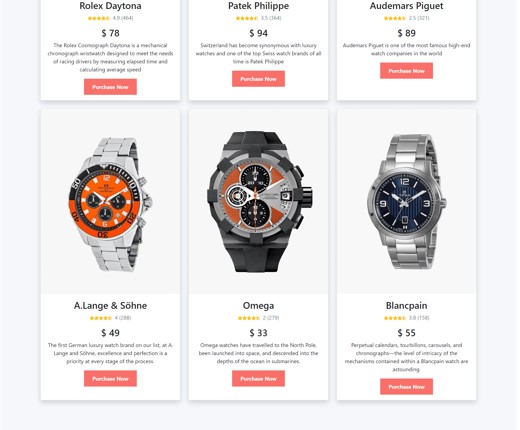 Rolex Daytona
4.9 (464)
$ 78
The Rolex Cosmograph Daytona is a mechanical
chronograph wristwatch designed to meet the needs
of racing drivers by measuring elapsed time and
calculating average speed
Purchase Now
Patek Philippe
3.5 (364)
$ 94
Switzerland has become synonymous with luxury
watches and one of the top Swiss watch brands of all
time is Patek Philippe
Purchase Now
Audemars Piguet
2.5 (321)
$ 89
Audemars Piguet is one of the most famous high-end
watch companies in the world
Purchase Now
A.Lange & Söhne
4 (288)
$ 49
The first German luxury watch brand on our list, at A.
Lange and Söhne, excellence and perfection is a
priority at every stage of the process.
Purchase Now
Omega
2 (279)
$ 33
Omega watches have travelled to the North Pole,
been launched into space, and descended into the
depths of the ocean in submarines.
Purchase Now
Blancpain
3.8 (158)
$ 55
Perpetual calendars, tourbillons, carousels, and
chronographs—the level of intricacy of the
mechanisms contained within a Blancpain watch are
astounding.
Purchase Now